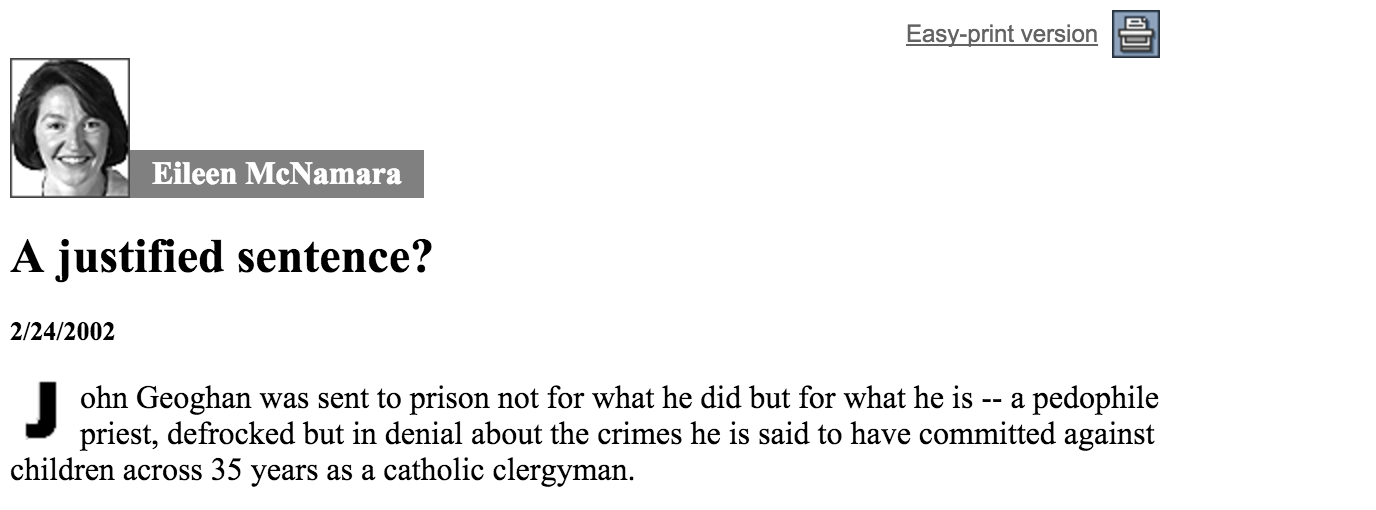 Easy-print version
Eileen McNamara
A justified sentence?
2/24/2002
John Geoghan was sent to prison not for what he did but for what he is -- a pedophile
priest, defrocked but in denial about the crimes he is said to have committed against
children across 35 years as a catholic clergyman.